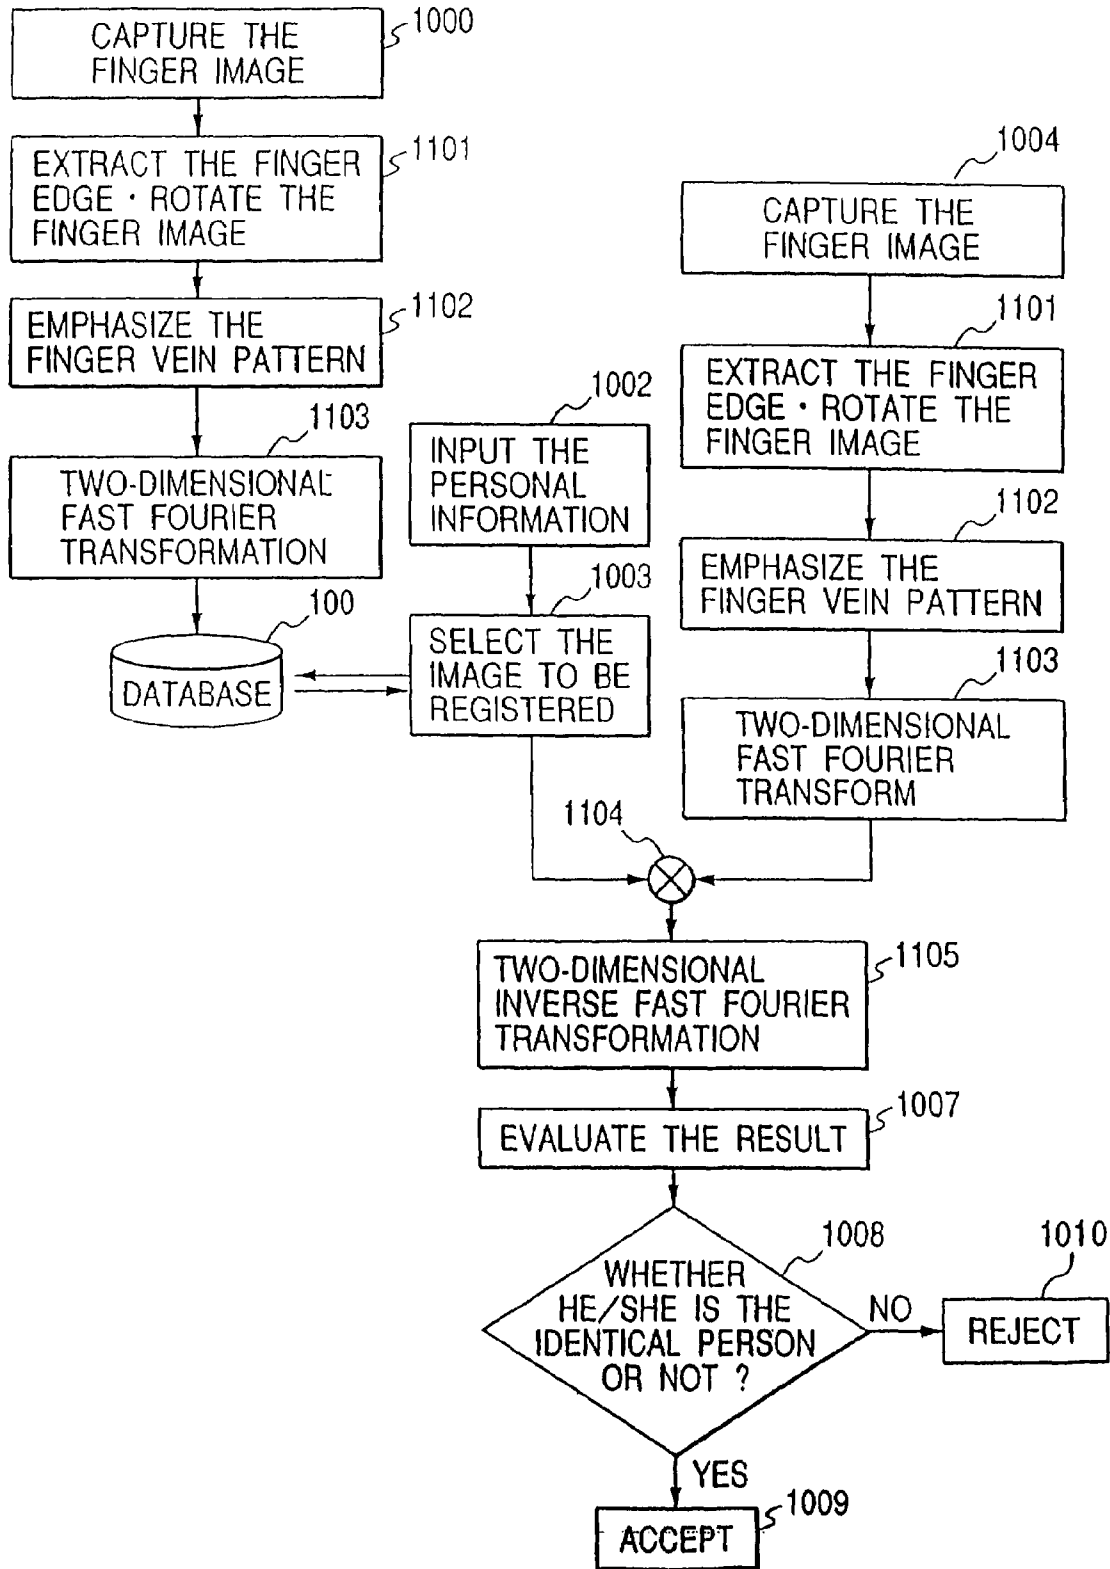 1000
CAPTURE THE
FINGER IMAGE
1101
EXTRACT THE FINGER
EDGE・ROTATE THE
FINGER IMAGE
1102
EMPHASIZE THE
FINGER VEIN PATTERN
1103
TWO-DIMENSIONAL
FAST FOURIER
TRANSFORMATION
100
DATABASE
1002
INPUT THE
PERSONAL
INFORMATION
1003
SELECT THE
IMAGE TO BE
REGISTERED
1004
CAPTURE THE
FINGER IMAGE
1101
EXTRACT THE FINGER
EDGE・ROTATE THE
FINGER IMAGE
1102
EMPHASIZE THE
FINGER VEIN PATTERN
1103
TWO-DIMENSIONAL
FAST FOURIER
TRANSFORM
1104
1105
TWO-DIMENSIONAL
INVERSE FAST FOURIER
TRANSFORMATION
1007
EVALUATE THE RESULT
1008
WHETHER
HE/SHE IS THE
IDENTICAL PERSON
OR NOT ?
NO
1010
REJECT
YES
1009
ACCEPT